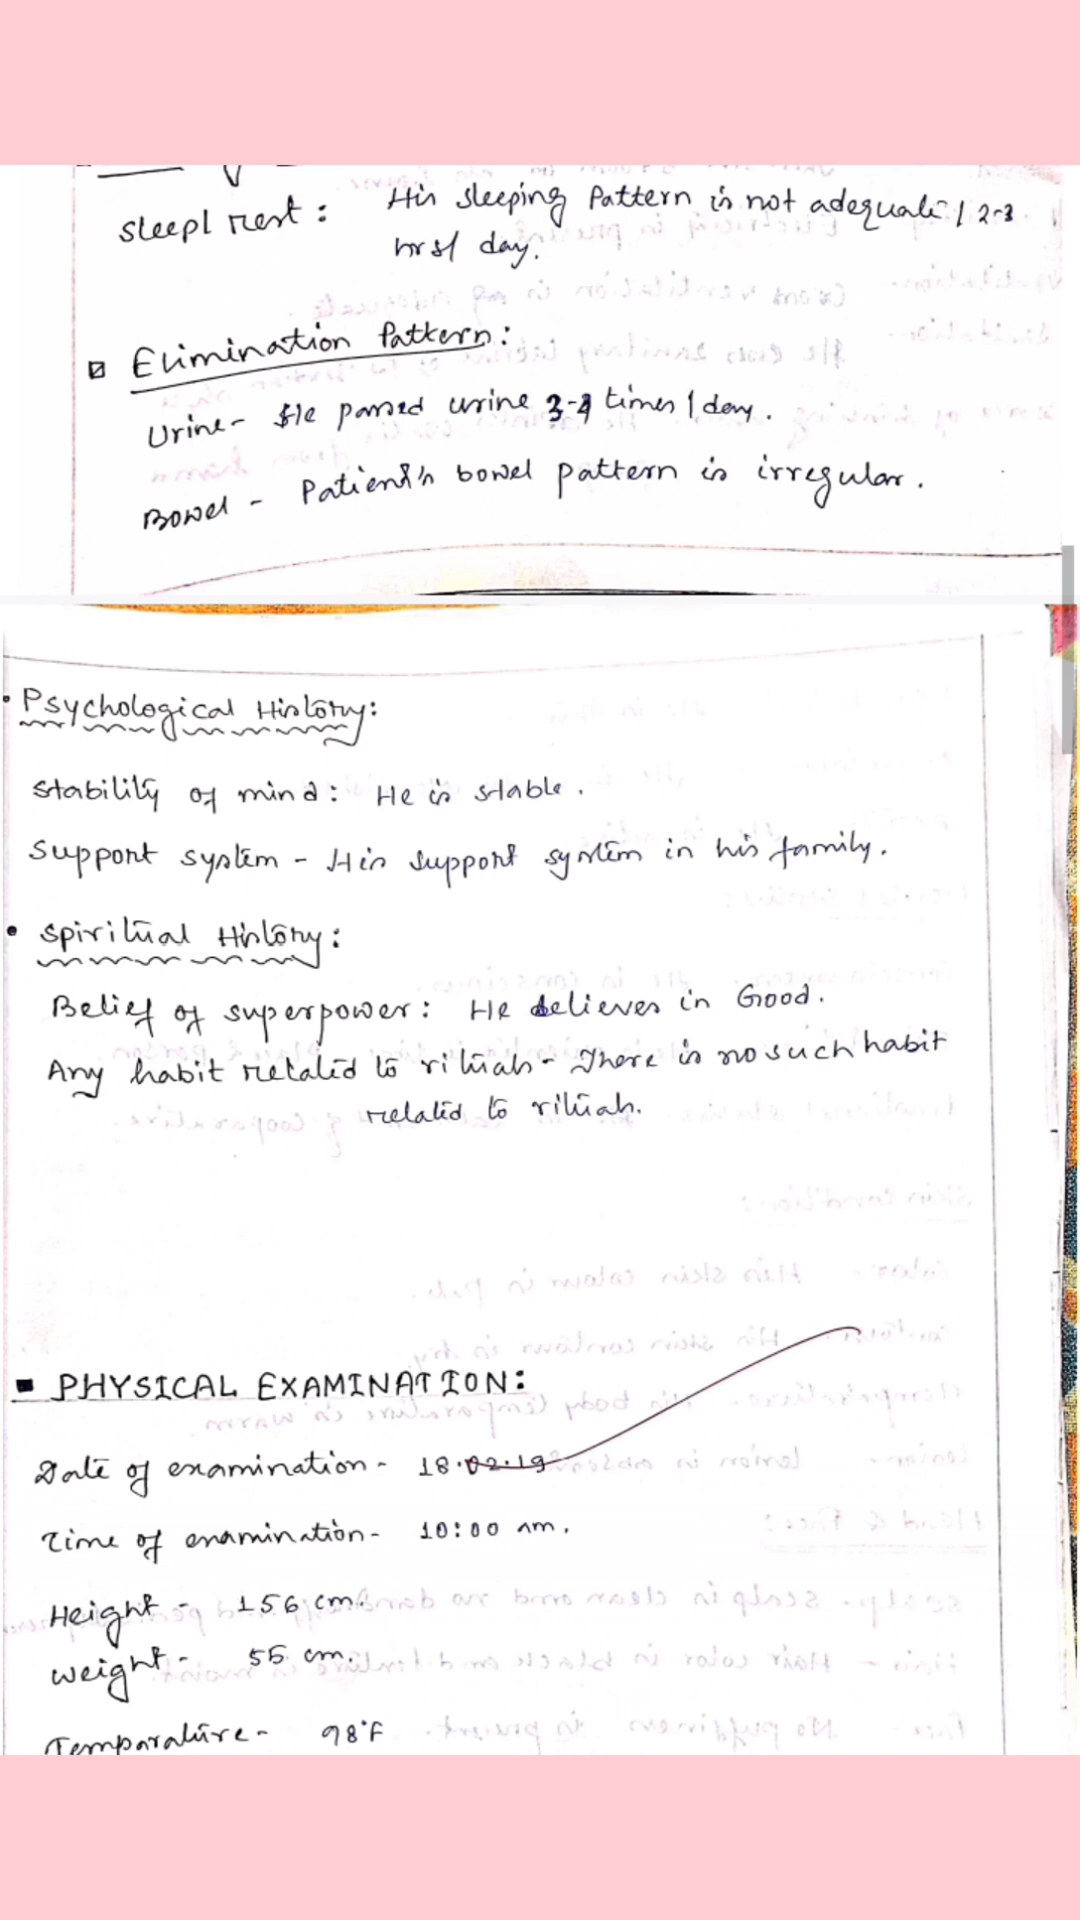 Sleep/ rest : His sleeping Pattern is not adequate / 2-3
hrs/ day.
Elimination Pattern:
Urine- He passed urine 3-4 times / day.
Bowel - Patient's bowel pattern is irregular.
Psychological History:
Stability of mind: He is stable.
Support system - His support system is his family.
Spiritual History:
Belief of superpower: He believes in Good.
Any habit related to rituals - There is no such habit
related to rituals.
PHYSICAL EXAMINATION:
Date of examination - 18.02.19
Time of examination - 10:00 am.
Height - 156 cm.
weight - 55 cm.
Temparature - 98°F